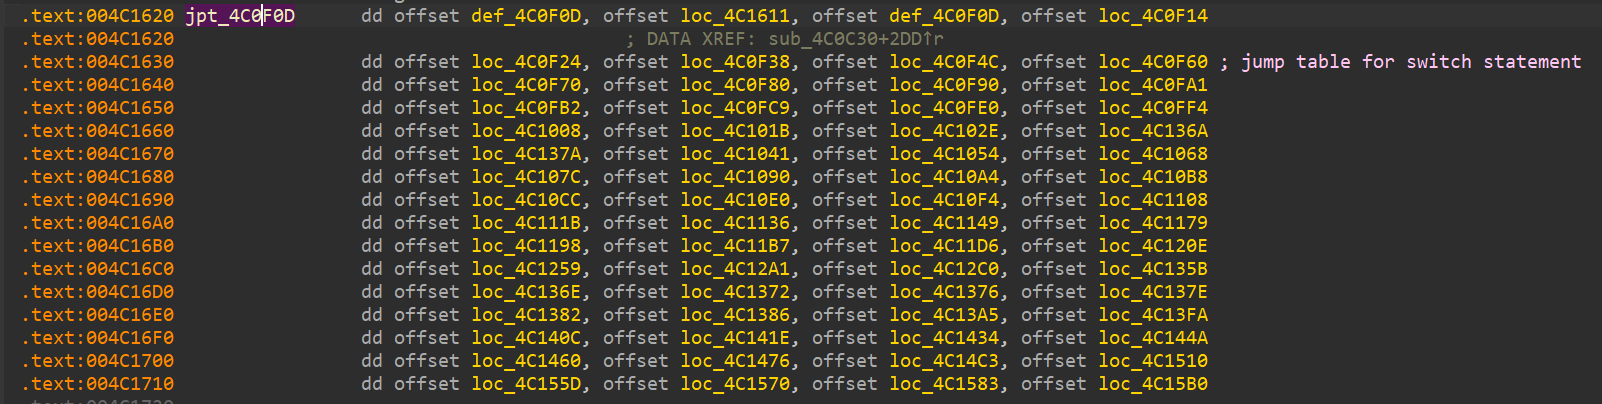 .text:004C1620 jpt_4C0F0D dd offset def_4C0F0D, offset loc_4C1611, offset def_4C0F0D, offset loc_4C0F14
.text:004C1620 ; DATA XREF: sub_4C0C30+2DD↑r
.text:004C1630 dd offset loc_4C0F24, offset loc_4C0F38, offset loc_4C0F4C, offset loc_4C0F60 ; jump table for switch statement
.text:004C1640 dd offset loc_4C0F70, offset loc_4C0F80, offset loc_4C0F90, offset loc_4C0FA1
.text:004C1650 dd offset loc_4C0FB2, offset loc_4C0FC9, offset loc_4C0FE0, offset loc_4C0FF4
.text:004C1660 dd offset loc_4C1008, offset loc_4C101B, offset loc_4C102E, offset loc_4C136A
.text:004C1670 dd offset loc_4C137A, offset loc_4C1041, offset loc_4C1054, offset loc_4C1068
.text:004C1680 dd offset loc_4C107C, offset loc_4C1090, offset loc_4C10A4, offset loc_4C10B8
.text:004C1690 dd offset loc_4C10CC, offset loc_4C10E0, offset loc_4C10F4, offset loc_4C1108
.text:004C16A0 dd offset loc_4C111B, offset loc_4C1136, offset loc_4C1149, offset loc_4C1179
.text:004C16B0 dd offset loc_4C1198, offset loc_4C11B7, offset loc_4C11D6, offset loc_4C120E
.text:004C16C0 dd offset loc_4C1259, offset loc_4C12A1, offset loc_4C12C0, offset loc_4C135B
.text:004C16D0 dd offset loc_4C136E, offset loc_4C1372, offset loc_4C1376, offset loc_4C137E
.text:004C16E0 dd offset loc_4C1382, offset loc_4C1386, offset loc_4C13A5, offset loc_4C13FA
.text:004C16F0 dd offset loc_4C140C, offset loc_4C141E, offset loc_4C1434, offset loc_4C144A
.text:004C1700 dd offset loc_4C1460, offset loc_4C1476, offset loc_4C14C3, offset loc_4C1510
.text:004C1710 dd offset loc_4C155D, offset loc_4C1570, offset loc_4C1583, offset loc_4C15B0